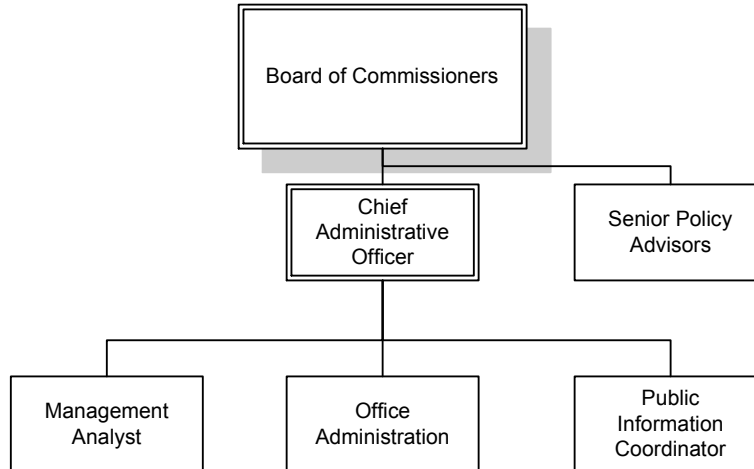 Board of Commissioners
Chief
Administrative
Officer
Senior Policy
Advisors
Management
Analyst
Office
Administration
Public
Information
Coordinator